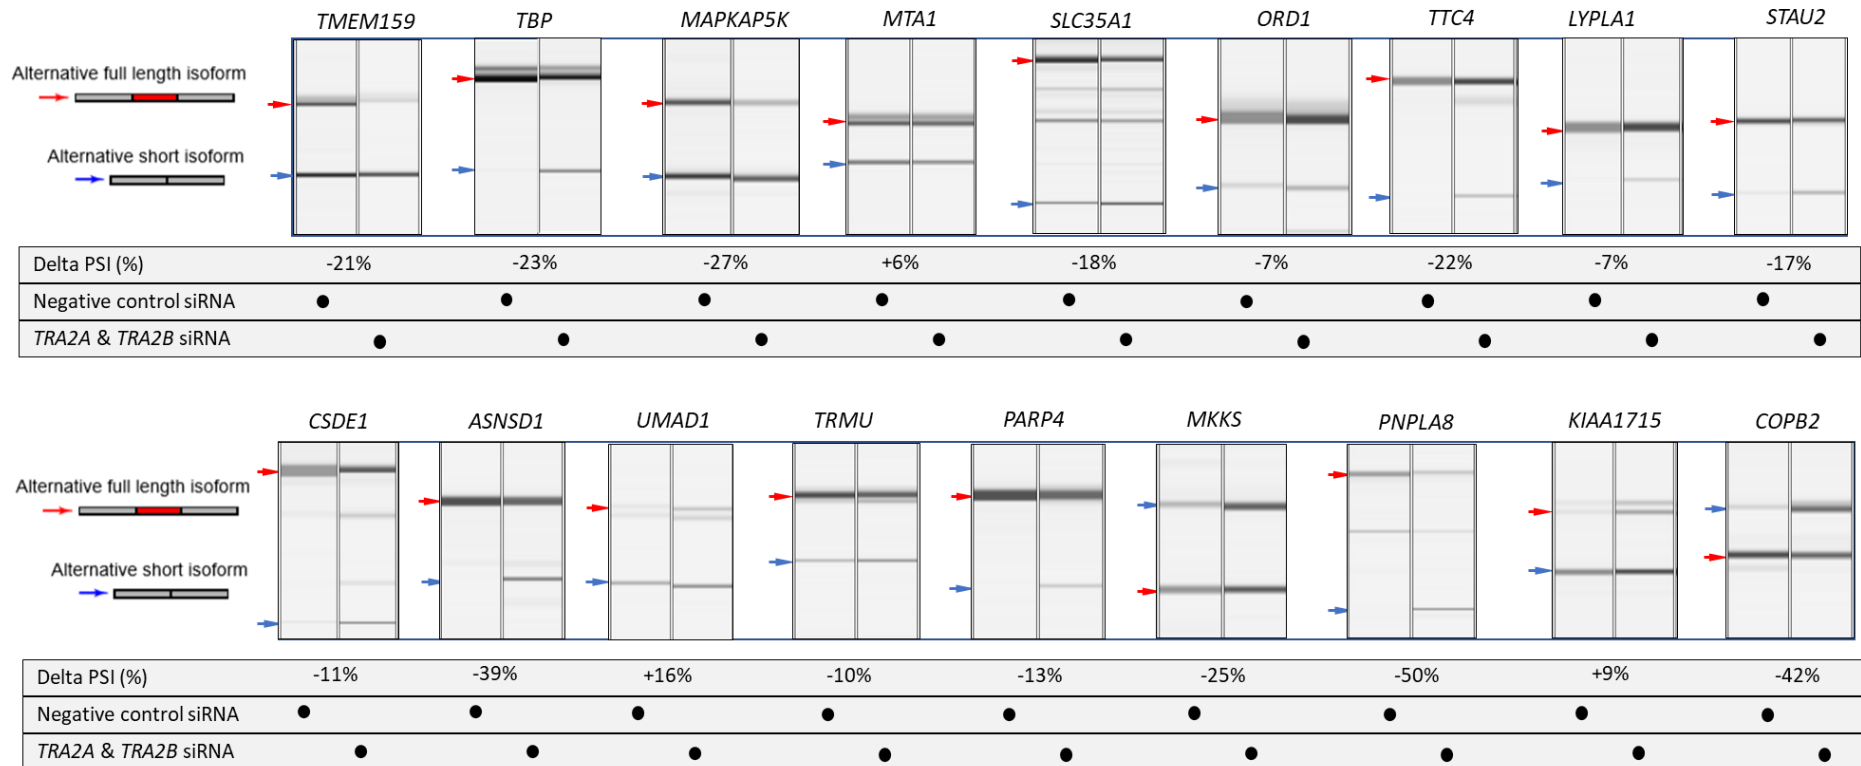 TMEM159 TBP MAPKAP5K MTA1 SLC35A1 ORD1 TTC4 LYPLA1 STAU2
Alternative full length isoform
Alternative short isoform
Delta PSI (%) -21% -23% -27% +6% -18% -7% -22% -7% -17%
Negative control siRNA
TRA2A & TRA2B siRNA
CSDE1 ASNSD1 UMAD1 TRMU PARP4 MKKS PNPLA8 KIAA1715 COPB2
Alternative full length isoform
Alternative short isoform
Delta PSI (%) -11% -39% +16% -10% -13% -25% -50% +9% -42%
Negative control siRNA
TRA2A & TRA2B siRNA